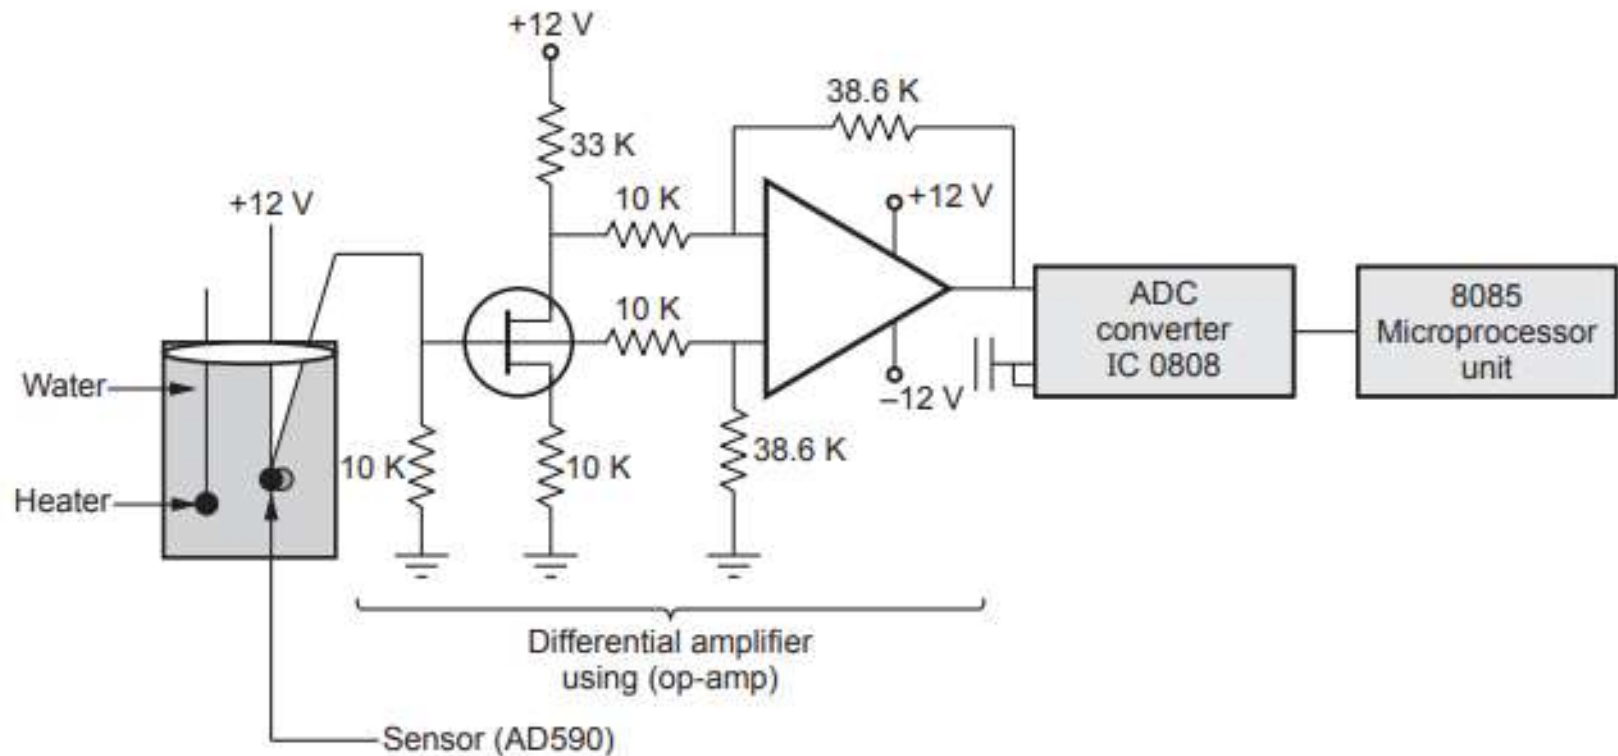 +12 V
38.6 K
33 K
+12 V
10 K
+12 V
10 K
ADC
converter
IC 0808
8085
Microprocessor
unit
Water
–12 V
10 K
10 K
38.6 K
Heater
Differential amplifier
using (op-amp)
Sensor (AD590)